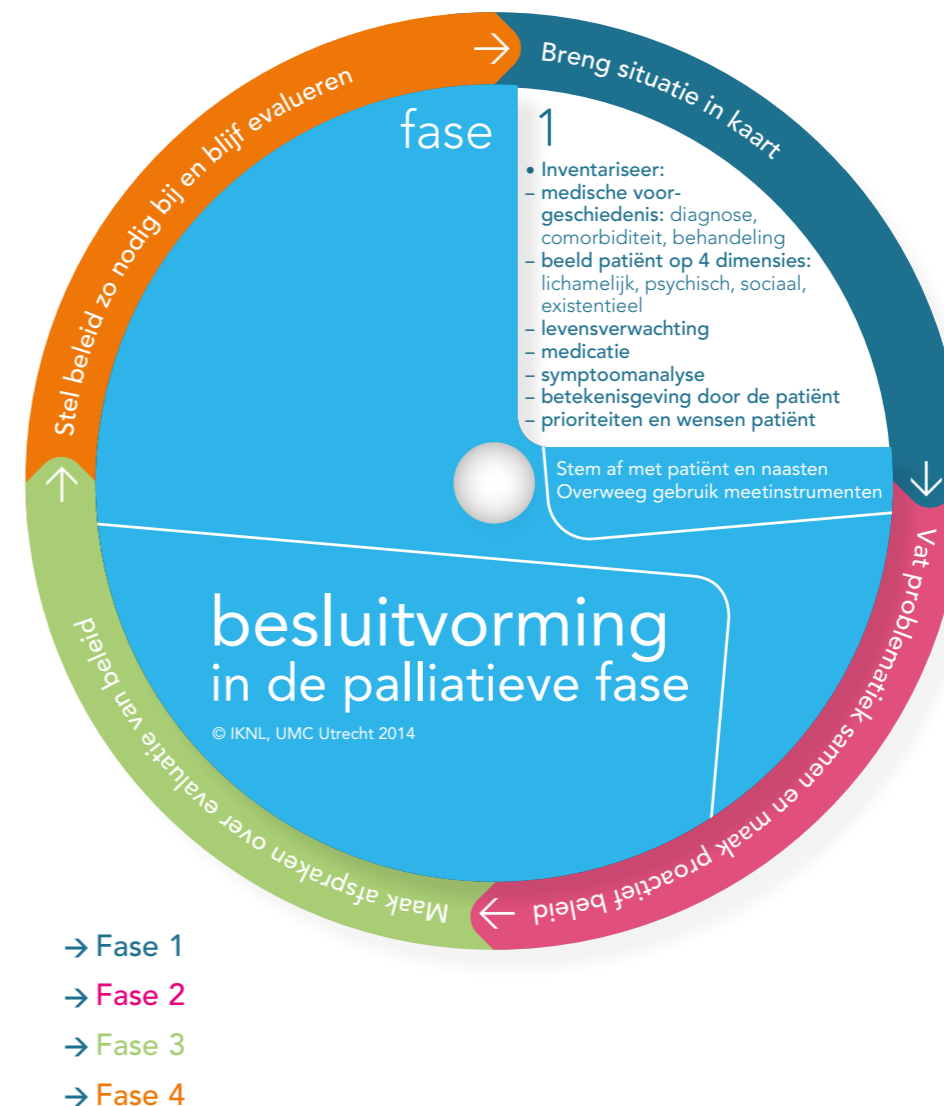 Breng situatie in kaart
Vat problematiek samen en maak proactief beleid
Maak afspraken over evaluatie van beleid
Stel beleid zo nodig bij en blijf evalueren
fase 1
• Inventariseer:
– medische voor-
geschiedenis: diagnose,
comorbiditeit, behandeling
– beeld patiënt op 4 dimensies:
lichamelijk, psychisch, sociaal,
existentieel
– levensverwachting
– medicatie
– symptoomanalyse
– betekenisgeving door de patiënt
– prioriteiten en wensen patiënt
Stem af met patiënt en naasten
Overweeg gebruik meetinstrumenten
besluitvorming
in de palliatieve fase
© IKNL, UMC Utrecht 2014
→ Fase 1
→ Fase 2
→ Fase 3
→ Fase 4